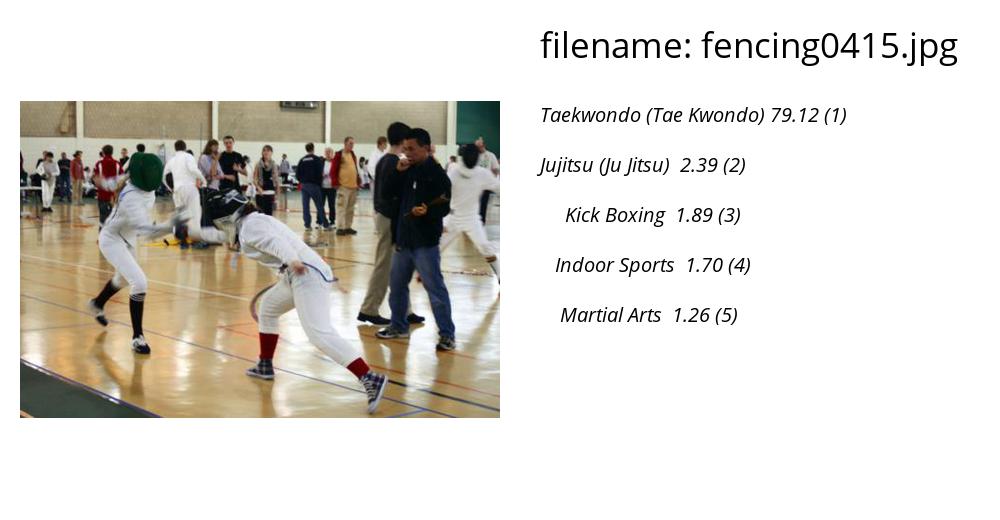 filename: fencing0415.jpg
Taekwondo (Tae Kwondo) 79.12 (1)
Jujitsu (Ju Jitsu) 2.39 (2)
Kick Boxing 1.89 (3)
Indoor Sports 1.70 (4)
Martial Arts 1.26 (5)